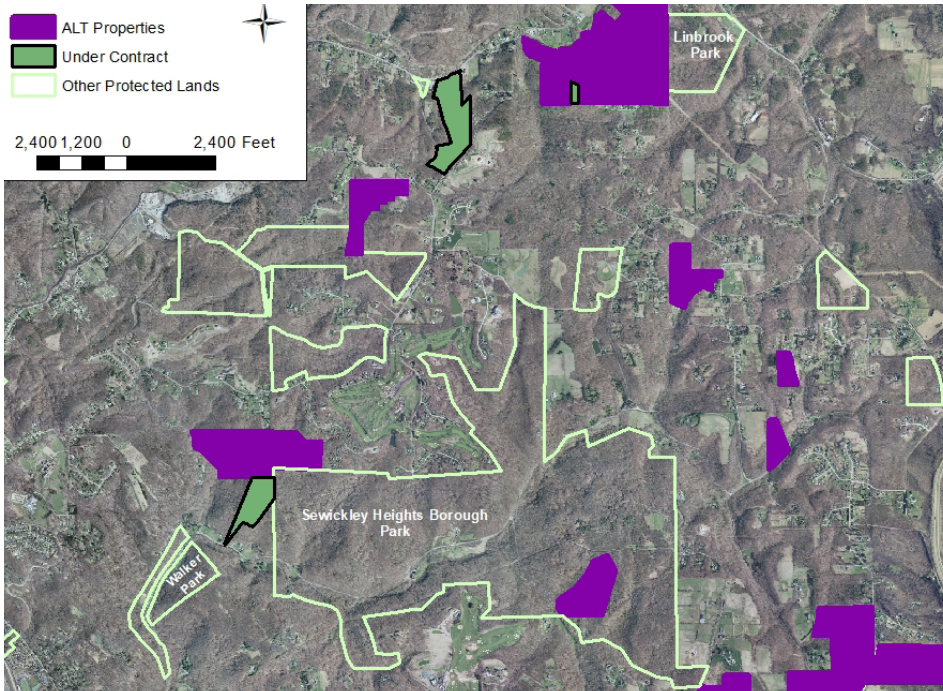 ALT Properties
Under Contract
Other Protected Lands
2,400 1,200 0 2,400 Feet
Linbrook
Park
Sewickley Heights Borough
Park
Walker
Park